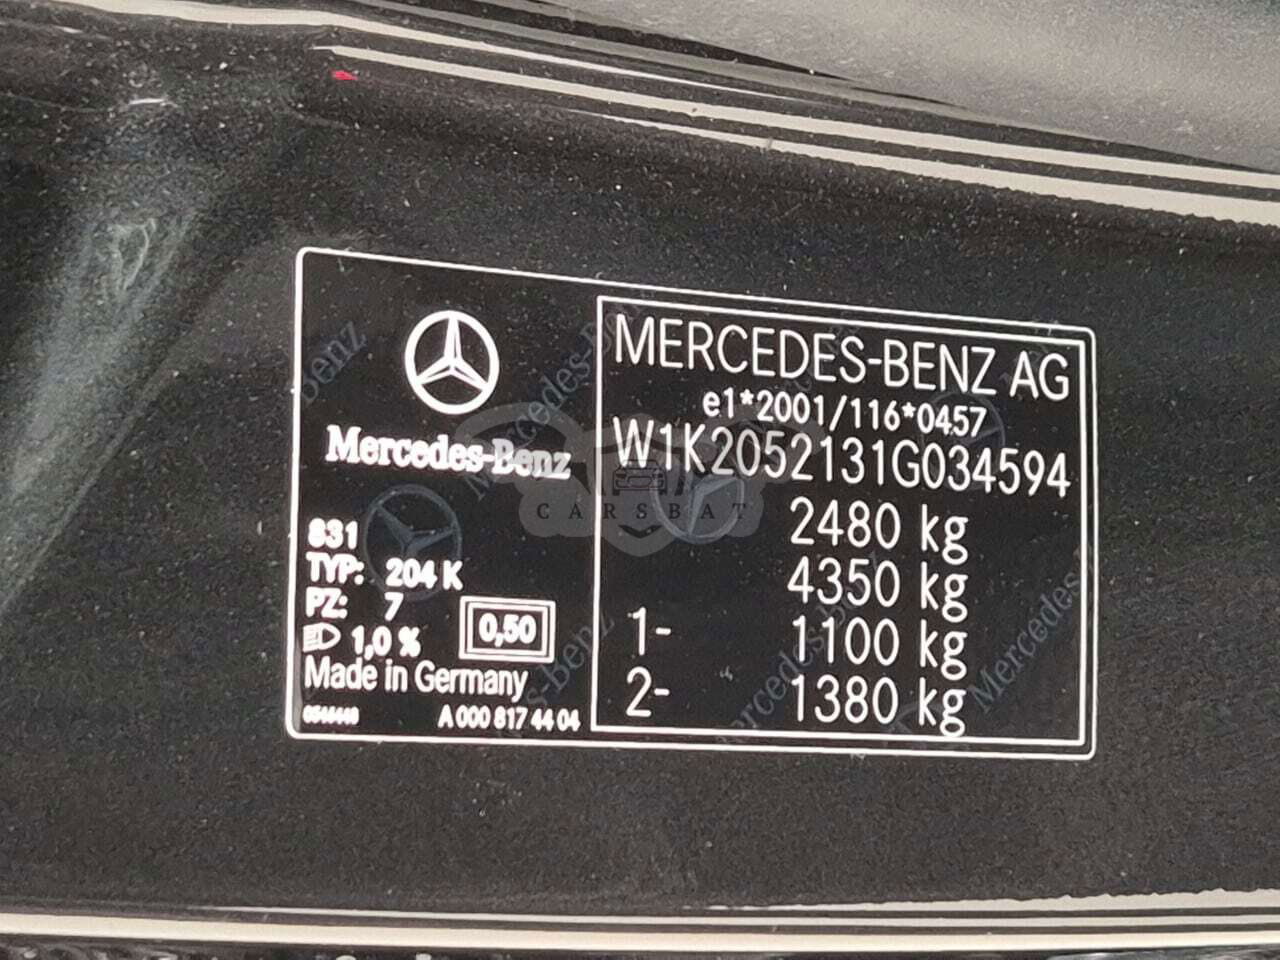 Mercedes-Benz
831
TYP: 204 K
PZ: 7
1,0 %
0,50
Made in Germany
A 000 817 44 04
MERCEDES-BENZ AG
e1*2001/116*0457
W1K2052131G034594
2480 kg
4350 kg
1- 1100 kg
2- 1380 kg
CARSBAT